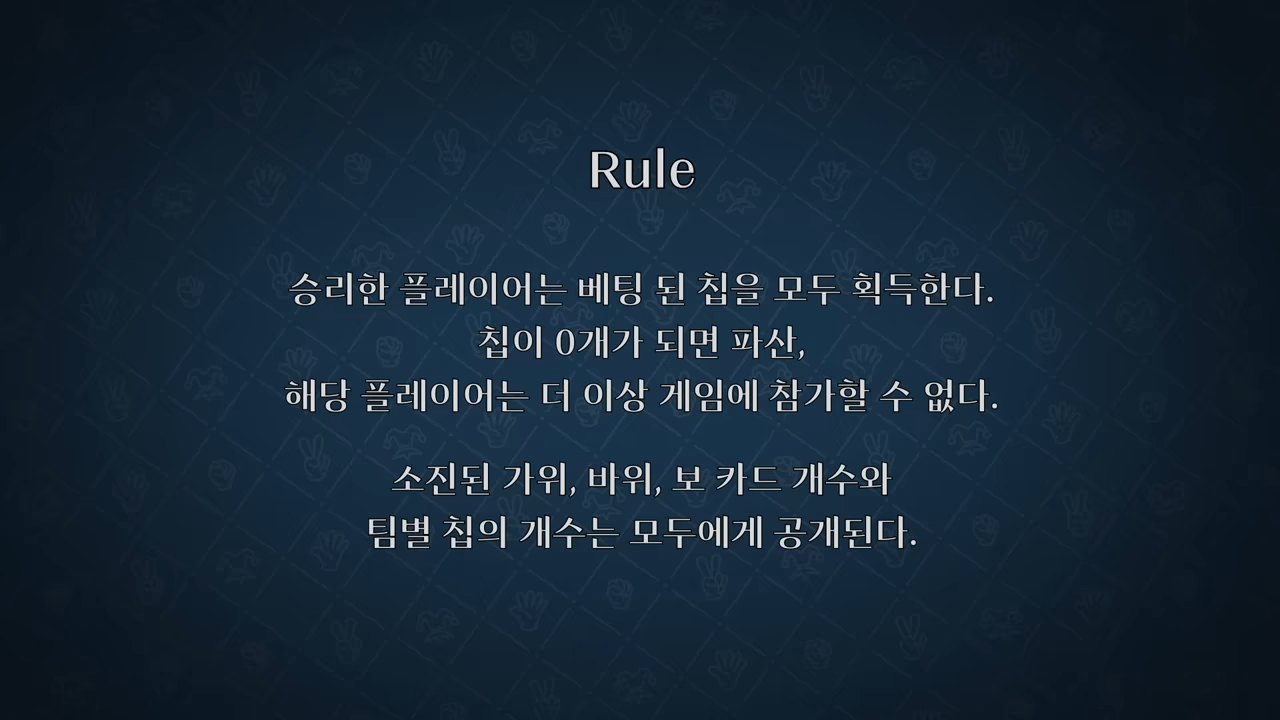 Rule
승리한 플레이어는 베팅 된 칩을 모두 획득한다.
칩이 0개가 되면 파산,
해당 플레이어는 더 이상 게임에 참가할 수 없다.
소진된 가위, 바위, 보 카드 개수와
팀별 칩의 개수는 모두에게 공개된다.